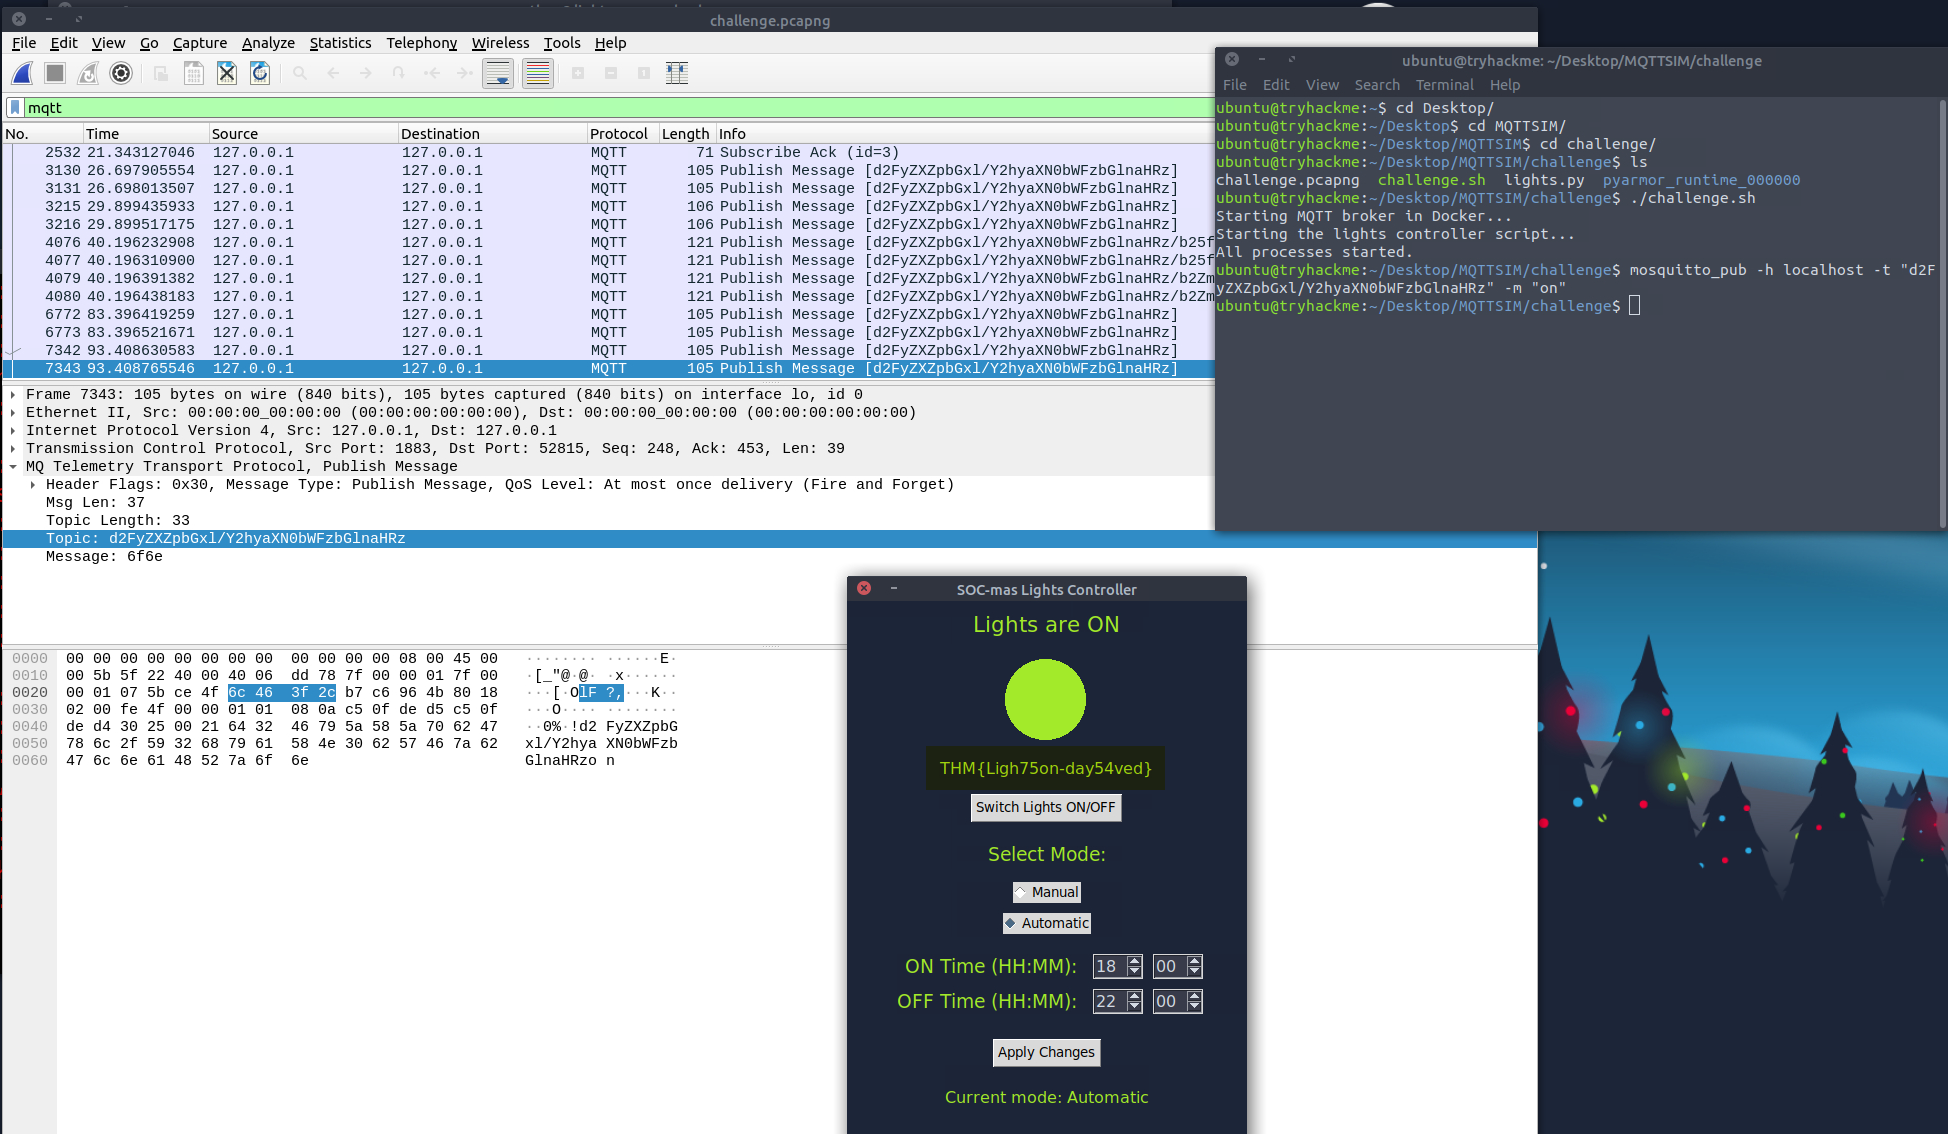 challenge.pcapng
File Edit View Go Capture Analyze Statistics Telephony Wireless Tools Help
mqtt
No. Time Source Destination Protocol Length Info
2532 21.343127046 127.0.0.1 127.0.0.1 MQTT 71 Subscribe Ack (id=3)
3130 26.697905554 127.0.0.1 127.0.0.1 MQTT 105 Publish Message [d2FyZXZpbGxl/Y2hyaXN0bWFzbGlnaHRz]
3131 26.698013507 127.0.0.1 127.0.0.1 MQTT 105 Publish Message [d2FyZXZpbGxl/Y2hyaXN0bWFzbGlnaHRz]
3215 29.899435933 127.0.0.1 127.0.0.1 MQTT 106 Publish Message [d2FyZXZpbGxl/Y2hyaXN0bWFzbGlnaHRz]
3216 29.899517175 127.0.0.1 127.0.0.1 MQTT 106 Publish Message [d2FyZXZpbGxl/Y2hyaXN0bWFzbGlnaHRz]
4076 40.196232908 127.0.0.1 127.0.0.1 MQTT 121 Publish Message [d2FyZXZpbGxl/Y2hyaXN0bWFzbGlnaHRz/b25f
4077 40.196310900 127.0.0.1 127.0.0.1 MQTT 121 Publish Message [d2FyZXZpbGxl/Y2hyaXN0bWFzbGlnaHRz/b25f
4079 40.196391382 127.0.0.1 127.0.0.1 MQTT 121 Publish Message [d2FyZXZpbGxl/Y2hyaXN0bWFzbGlnaHRz/b2Zm
4080 40.196438183 127.0.0.1 127.0.0.1 MQTT 121 Publish Message [d2FyZXZpbGxl/Y2hyaXN0bWFzbGlnaHRz/b2Zm
6772 83.396419259 127.0.0.1 127.0.0.1 MQTT 105 Publish Message [d2FyZXZpbGxl/Y2hyaXN0bWFzbGlnaHRz]
6773 83.396521671 127.0.0.1 127.0.0.1 MQTT 105 Publish Message [d2FyZXZpbGxl/Y2hyaXN0bWFzbGlnaHRz]
7342 93.408630583 127.0.0.1 127.0.0.1 MQTT 105 Publish Message [d2FyZXZpbGxl/Y2hyaXN0bWFzbGlnaHRz]
7343 93.408765546 127.0.0.1 127.0.0.1 MQTT 105 Publish Message [d2FyZXZpbGxl/Y2hyaXN0bWFzbGlnaHRz]
Frame 7343: 105 bytes on wire (840 bits), 105 bytes captured (840 bits) on interface lo, id 0
Ethernet II, Src: 00:00:00_00:00:00 (00:00:00:00:00:00), Dst: 00:00:00_00:00:00 (00:00:00:00:00:00)
Internet Protocol Version 4, Src: 127.0.0.1, Dst: 127.0.0.1
Transmission Control Protocol, Src Port: 1883, Dst Port: 52815, Seq: 248, Ack: 453, Len: 39
MQ Telemetry Transport Protocol, Publish Message
Header Flags: 0x30, Message Type: Publish Message, QoS Level: At most once delivery (Fire and Forget)
Msg Len: 37
Topic Length: 33
Topic: d2FyZXZpbGxl/Y2hyaXN0bWFzbGlnaHRz
Message: 6f6e
0000 00 00 00 00 00 00 00 00 00 00 00 00 08 00 45 00 ········ ······E·
0010 00 5b 5f 22 40 00 40 06 dd 78 7f 00 00 01 7f 00 ·[_"@·@· ·x······
0020 00 01 07 5b ce 4f 6c 46 3f 2c b7 c6 96 4b 80 18 ···[·OlF ?,···K··
0030 02 00 fe 4f 00 00 01 01 08 0a c5 0f de d5 c5 0f ···O···· ········
0040 de d4 30 25 00 21 64 32 46 79 5a 58 5a 70 62 47 ··0%·!d2 FyZXZpbG
0050 78 6c 2f 59 32 68 79 61 58 4e 30 62 57 46 7a 62 xl/Y2hya XN0bWFzb
0060 47 6c 6e 61 48 52 7a 6f 6e GlnaHRzo n
ubuntu@tryhackme: ~/Desktop/MQTTSIM/challenge
File Edit View Search Terminal Help
ubuntu@tryhackme:~$ cd Desktop/
ubuntu@tryhackme:~/Desktop$ cd MQTTSIM/
ubuntu@tryhackme:~/Desktop/MQTTSIM$ cd challenge/
ubuntu@tryhackme:~/Desktop/MQTTSIM/challenge$ ls
challenge.pcapng challenge.sh lights.py pyarmor_runtime_000000
ubuntu@tryhackme:~/Desktop/MQTTSIM/challenge$ ./challenge.sh
Starting MQTT broker in Docker...
Starting the lights controller script...
All processes started.
ubuntu@tryhackme:~/Desktop/MQTTSIM/challenge$ mosquitto_pub -h localhost -t "d2F
yZXZpbGxl/Y2hyaXN0bWFzbGlnaHRz" -m "on"
ubuntu@tryhackme:~/Desktop/MQTTSIM/challenge$
SOC-mas Lights Controller
Lights are ON
THM{Ligh75on-day54ved}
Switch Lights ON/OFF
Select Mode:
Manual
Automatic
ON Time (HH:MM): 18 00
OFF Time (HH:MM): 22 00
Apply Changes
Current mode: Automatic